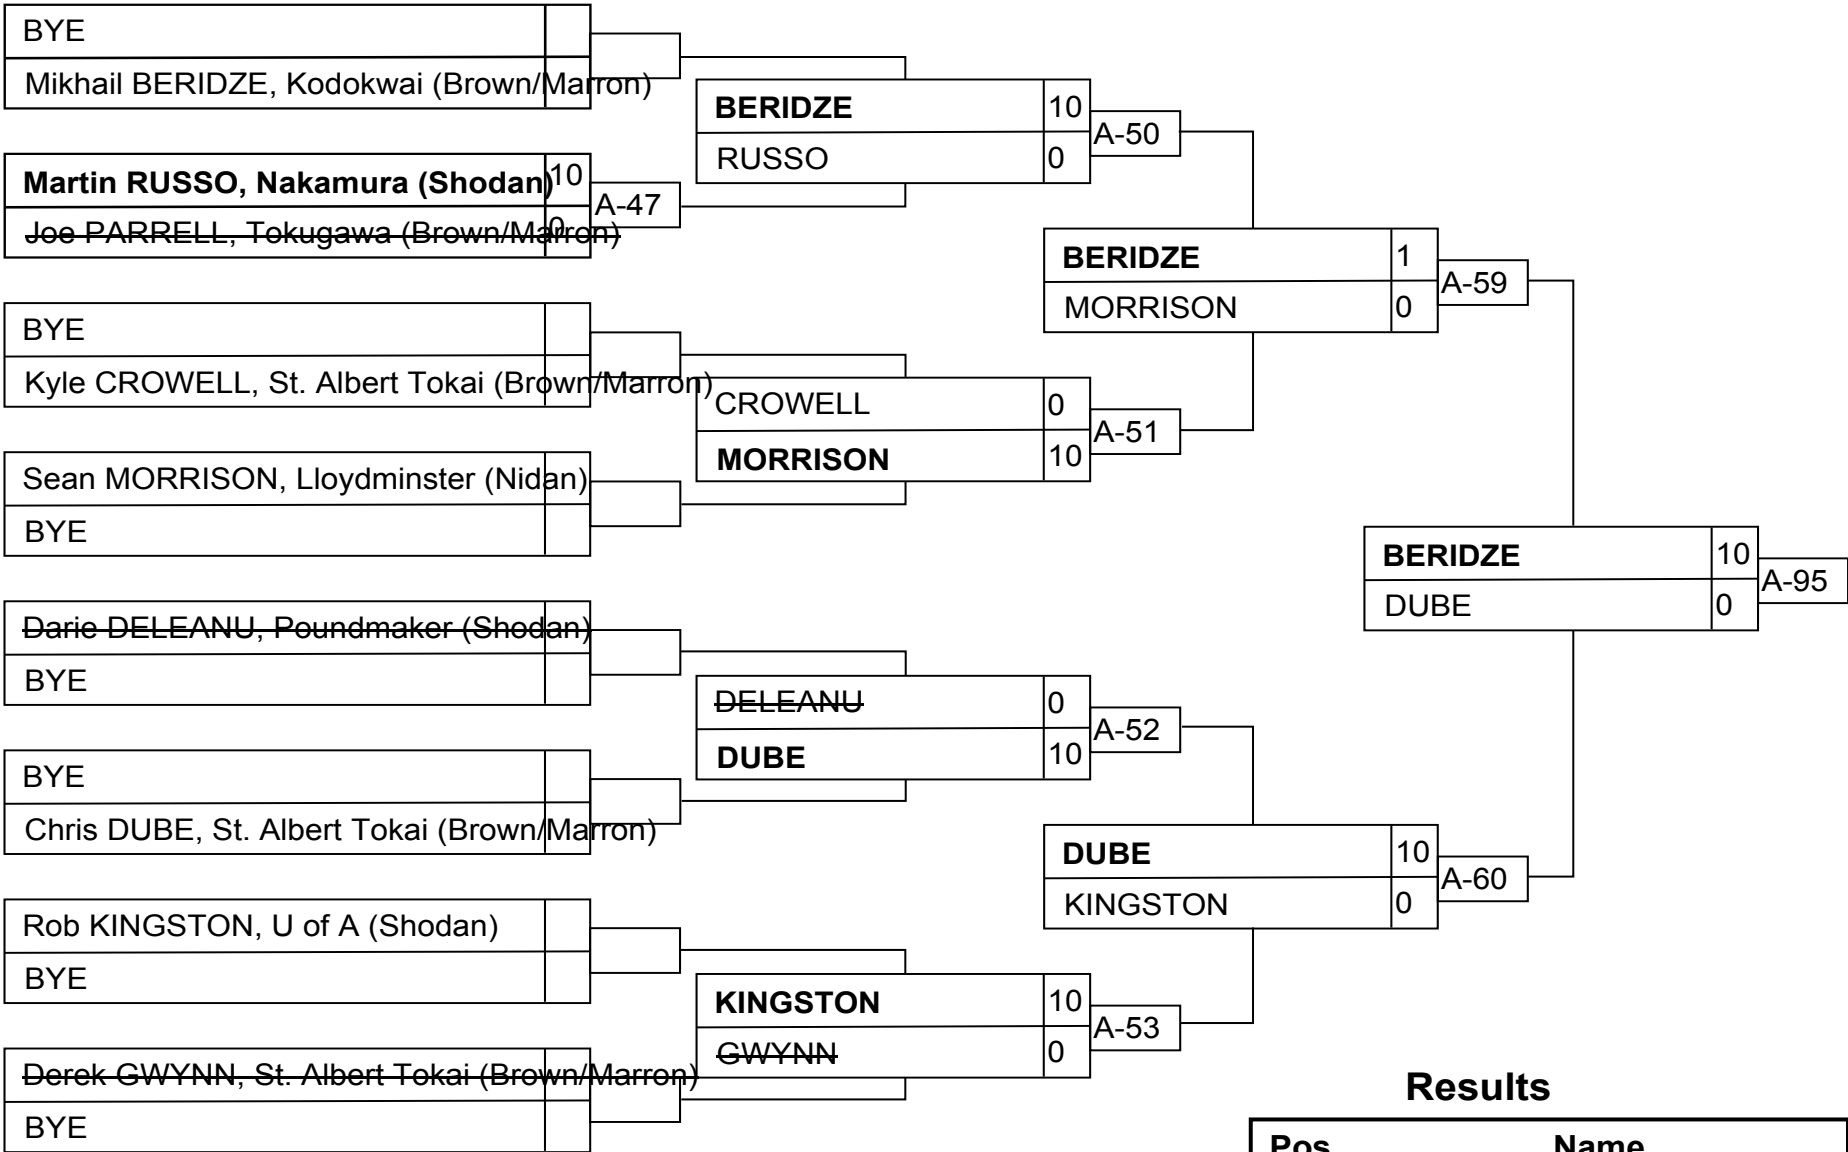 BYE
Mikhail BERIDZE, Kodokwai (Brown/Marron)
Martin RUSSO, Nakamura (Shodan) 10
Joe PARRELL, Tokugawa (Brown/Marron) 0
A-47
BYE
Kyle CROWELL, St. Albert Tokai (Brown/Marron)
Sean MORRISON, Lloydminster (Nidan)
BYE
Darie DELEANU, Poundmaker (Shodan)
BYE
BYE
Chris DUBE, St. Albert Tokai (Brown/Marron)
Rob KINGSTON, U of A (Shodan)
BYE
Derek GWYNN, St. Albert Tokai (Brown/Marron)
BYE
BERIDZE 10
RUSSO 0
A-50
CROWELL 0
MORRISON 10
A-51
DELEANU 0
DUBE 10
A-52
KINGSTON 10
GWYNN 0
A-53
BERIDZE 1
MORRISON 0
A-59
DUBE 10
KINGSTON 0
A-60
BERIDZE 10
DUBE 0
A-95
Results
Pos Name